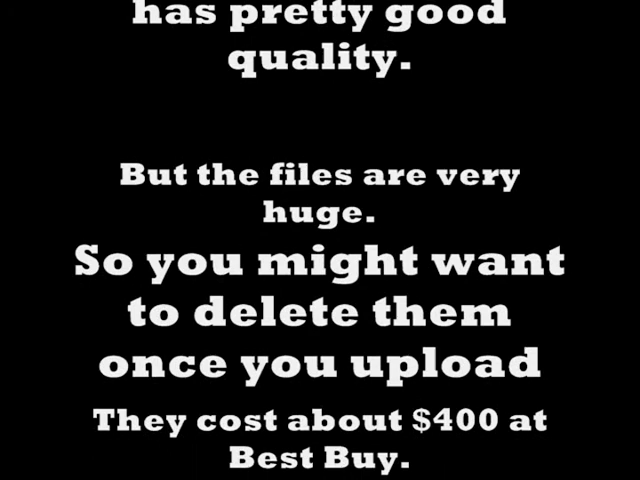 has pretty good
quality.
But the files are very
huge.
So you might want
to delete them
once you upload
They cost about $400 at
Best Buy.